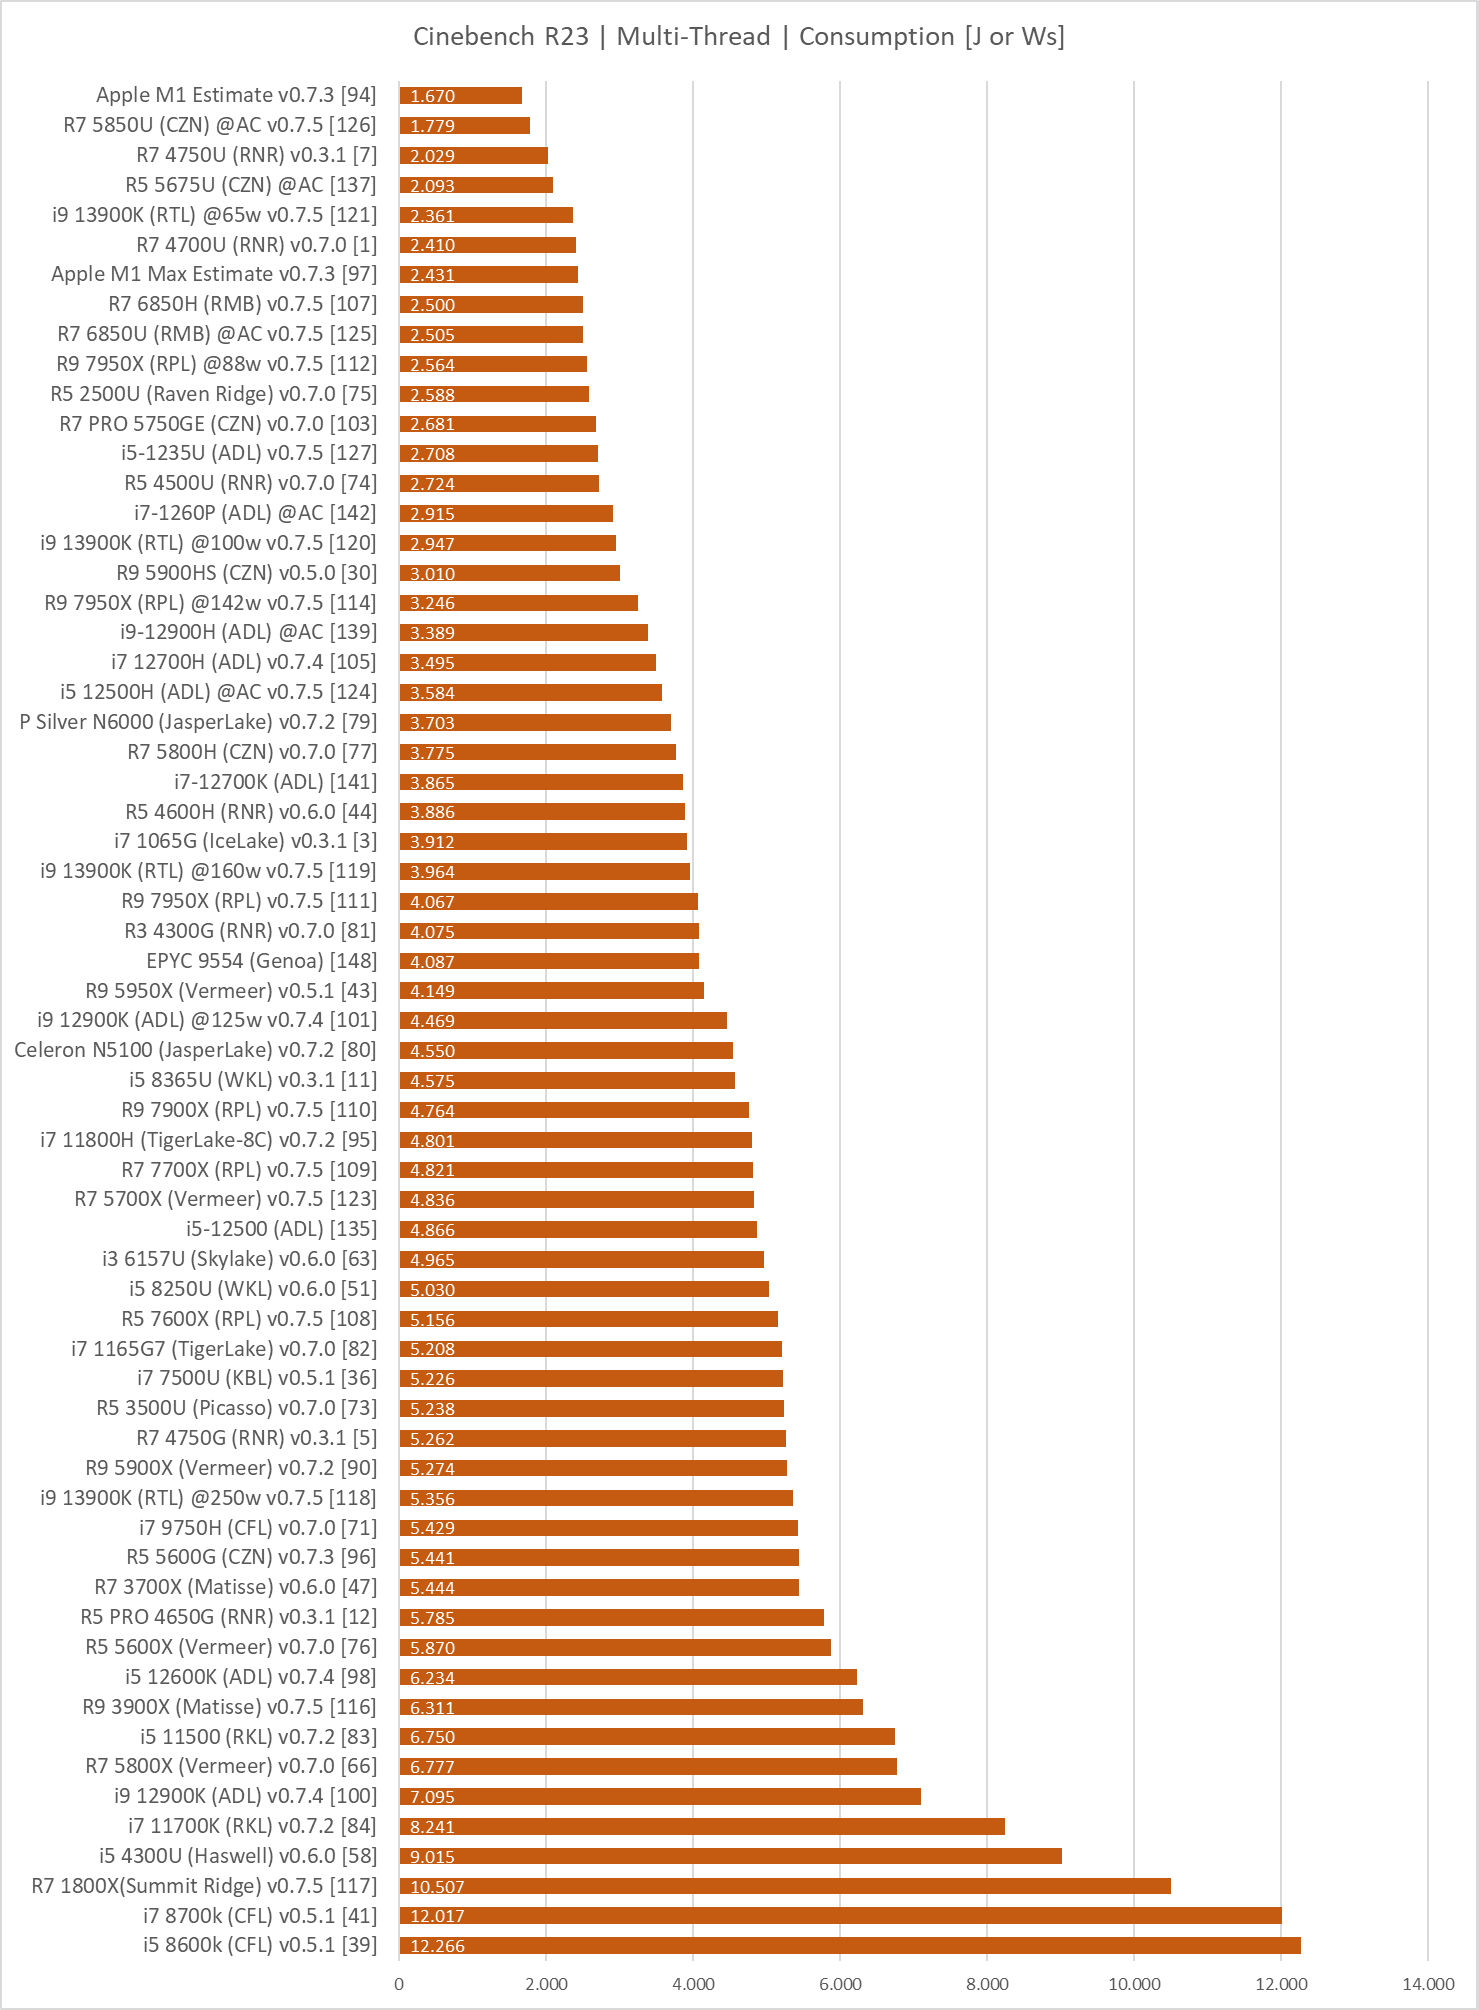 Cinebench R23 | Multi-Thread | Consumption [J or Ws]
Apple M1 Estimate v0.7.3 [94] 1.670
R7 5850U (CZN) @AC v0.7.5 [126] 1.779
R7 4750U (RNR) v0.3.1 [7] 2.029
R5 5675U (CZN) @AC [137] 2.093
i9 13900K (RTL) @65w v0.7.5 [121] 2.361
R7 4700U (RNR) v0.7.0 [1] 2.410
Apple M1 Max Estimate v0.7.3 [97] 2.431
R7 6850H (RMB) v0.7.5 [107] 2.500
R7 6850U (RMB) @AC v0.7.5 [125] 2.505
R9 7950X (RPL) @88w v0.7.5 [112] 2.564
R5 2500U (Raven Ridge) v0.7.0 [75] 2.588
R7 PRO 5750GE (CZN) v0.7.0 [103] 2.681
i5-1235U (ADL) v0.7.5 [127] 2.708
R5 4500U (RNR) v0.7.0 [74] 2.724
i7-1260P (ADL) @AC [142] 2.915
i9 13900K (RTL) @100w v0.7.5 [120] 2.947
R9 5900HS (CZN) v0.5.0 [30] 3.010
R9 7950X (RPL) @142w v0.7.5 [114] 3.246
i9-12900H (ADL) @AC [139] 3.389
i7 12700H (ADL) v0.7.4 [105] 3.495
i5 12500H (ADL) @AC v0.7.5 [124] 3.584
P Silver N6000 (JasperLake) v0.7.2 [79] 3.703
R7 5800H (CZN) v0.7.0 [77] 3.775
i7-12700K (ADL) [141] 3.865
R5 4600H (RNR) v0.6.0 [44] 3.886
i7 1065G (IceLake) v0.3.1 [3] 3.912
i9 13900K (RTL) @160w v0.7.5 [119] 3.964
R9 7950X (RPL) v0.7.5 [111] 4.067
R3 4300G (RNR) v0.7.0 [81] 4.075
EPYC 9554 (Genoa) [148] 4.087
R9 5950X (Vermeer) v0.5.1 [43] 4.149
i9 12900K (ADL) @125w v0.7.4 [101] 4.469
Celeron N5100 (JasperLake) v0.7.2 [80] 4.550
i5 8365U (WKL) v0.3.1 [11] 4.575
R9 7900X (RPL) v0.7.5 [110] 4.764
i7 11800H (TigerLake-8C) v0.7.2 [95] 4.801
R7 7700X (RPL) v0.7.5 [109] 4.821
R7 5700X (Vermeer) v0.7.5 [123] 4.836
i5-12500 (ADL) [135] 4.866
i3 6157U (Skylake) v0.6.0 [63] 4.965
i5 8250U (WKL) v0.6.0 [51] 5.030
R5 7600X (RPL) v0.7.5 [108] 5.156
i7 1165G7 (TigerLake) v0.7.0 [82] 5.208
i7 7500U (KBL) v0.5.1 [36] 5.226
R5 3500U (Picasso) v0.7.0 [73] 5.238
R7 4750G (RNR) v0.3.1 [5] 5.262
R9 5900X (Vermeer) v0.7.2 [90] 5.274
i9 13900K (RTL) @250w v0.7.5 [118] 5.356
i7 9750H (CFL) v0.7.0 [71] 5.429
R5 5600G (CZN) v0.7.3 [96] 5.441
R7 3700X (Matisse) v0.6.0 [47] 5.444
R5 PRO 4650G (RNR) v0.3.1 [12] 5.785
R5 5600X (Vermeer) v0.7.0 [76] 5.870
i5 12600K (ADL) v0.7.4 [98] 6.234
R9 3900X (Matisse) v0.7.5 [116] 6.311
i5 11500 (RKL) v0.7.2 [83] 6.750
R7 5800X (Vermeer) v0.7.0 [66] 6.777
i9 12900K (ADL) v0.7.4 [100] 7.095
i7 11700K (RKL) v0.7.2 [84] 8.241
i5 4300U (Haswell) v0.6.0 [58] 9.015
R7 1800X(Summit Ridge) v0.7.5 [117] 10.507
i7 8700k (CFL) v0.5.1 [41] 12.017
i5 8600k (CFL) v0.5.1 [39] 12.266
0 2.000 4.000 6.000 8.000 10.000 12.000 14.000